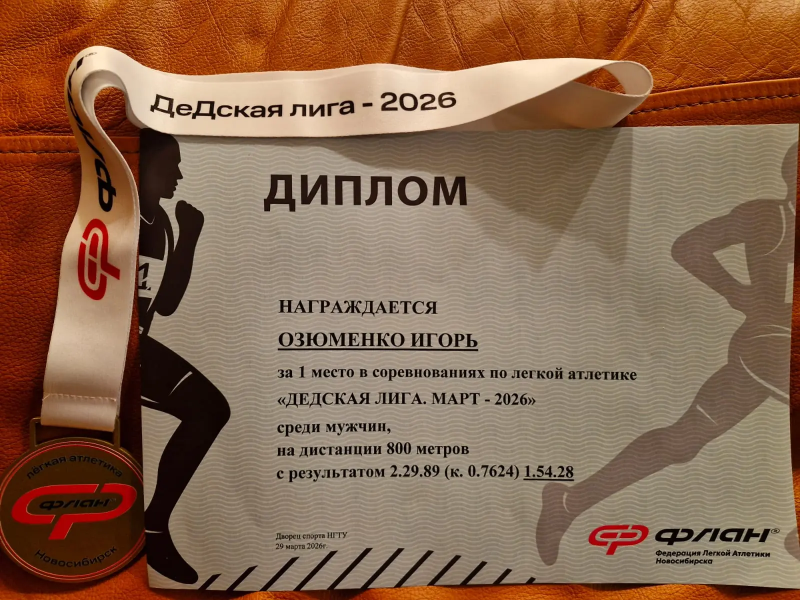 ДеДская лига - 2026
ФЛАН
ДИПЛОМ
1
НАГРАЖДАЕТСЯ
ОЗЮМЕНКО ИГОРЬ
за 1 место в соревнованиях по легкой атлетике
«ДЕДСКАЯ ЛИГА. МАРТ - 2026»
среди мужчин,
на дистанции 800 метров
с результатом 2.29.89 (к. 0.7624) 1.54.28
легкая атлетика
ФЛАН
Новосибирск
Дворец спорта НГТУ
29 марта 2026г.
ФЛАН®
Федерация Легкой Атлетики
Новосибирска